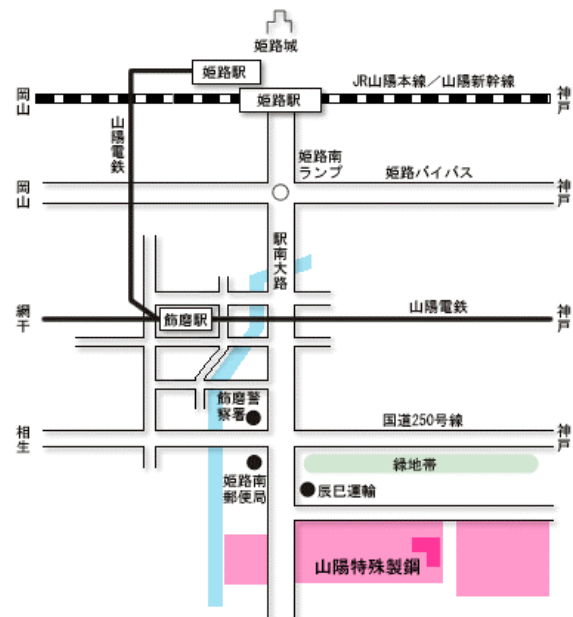 姫路城
姫路駅
JR山陽本線／山陽新幹線
岡山
姫路駅
神戸
山陽電鉄
姫路南
ランプ
姫路バイパス
岡山
神戸
駅南大路
山陽電鉄
網干
飾磨駅
神戸
飾磨警
察署
国道250号線
相生
神戸
緑地帯
姫路南
郵便局
辰巳運輸
山陽特殊製鋼